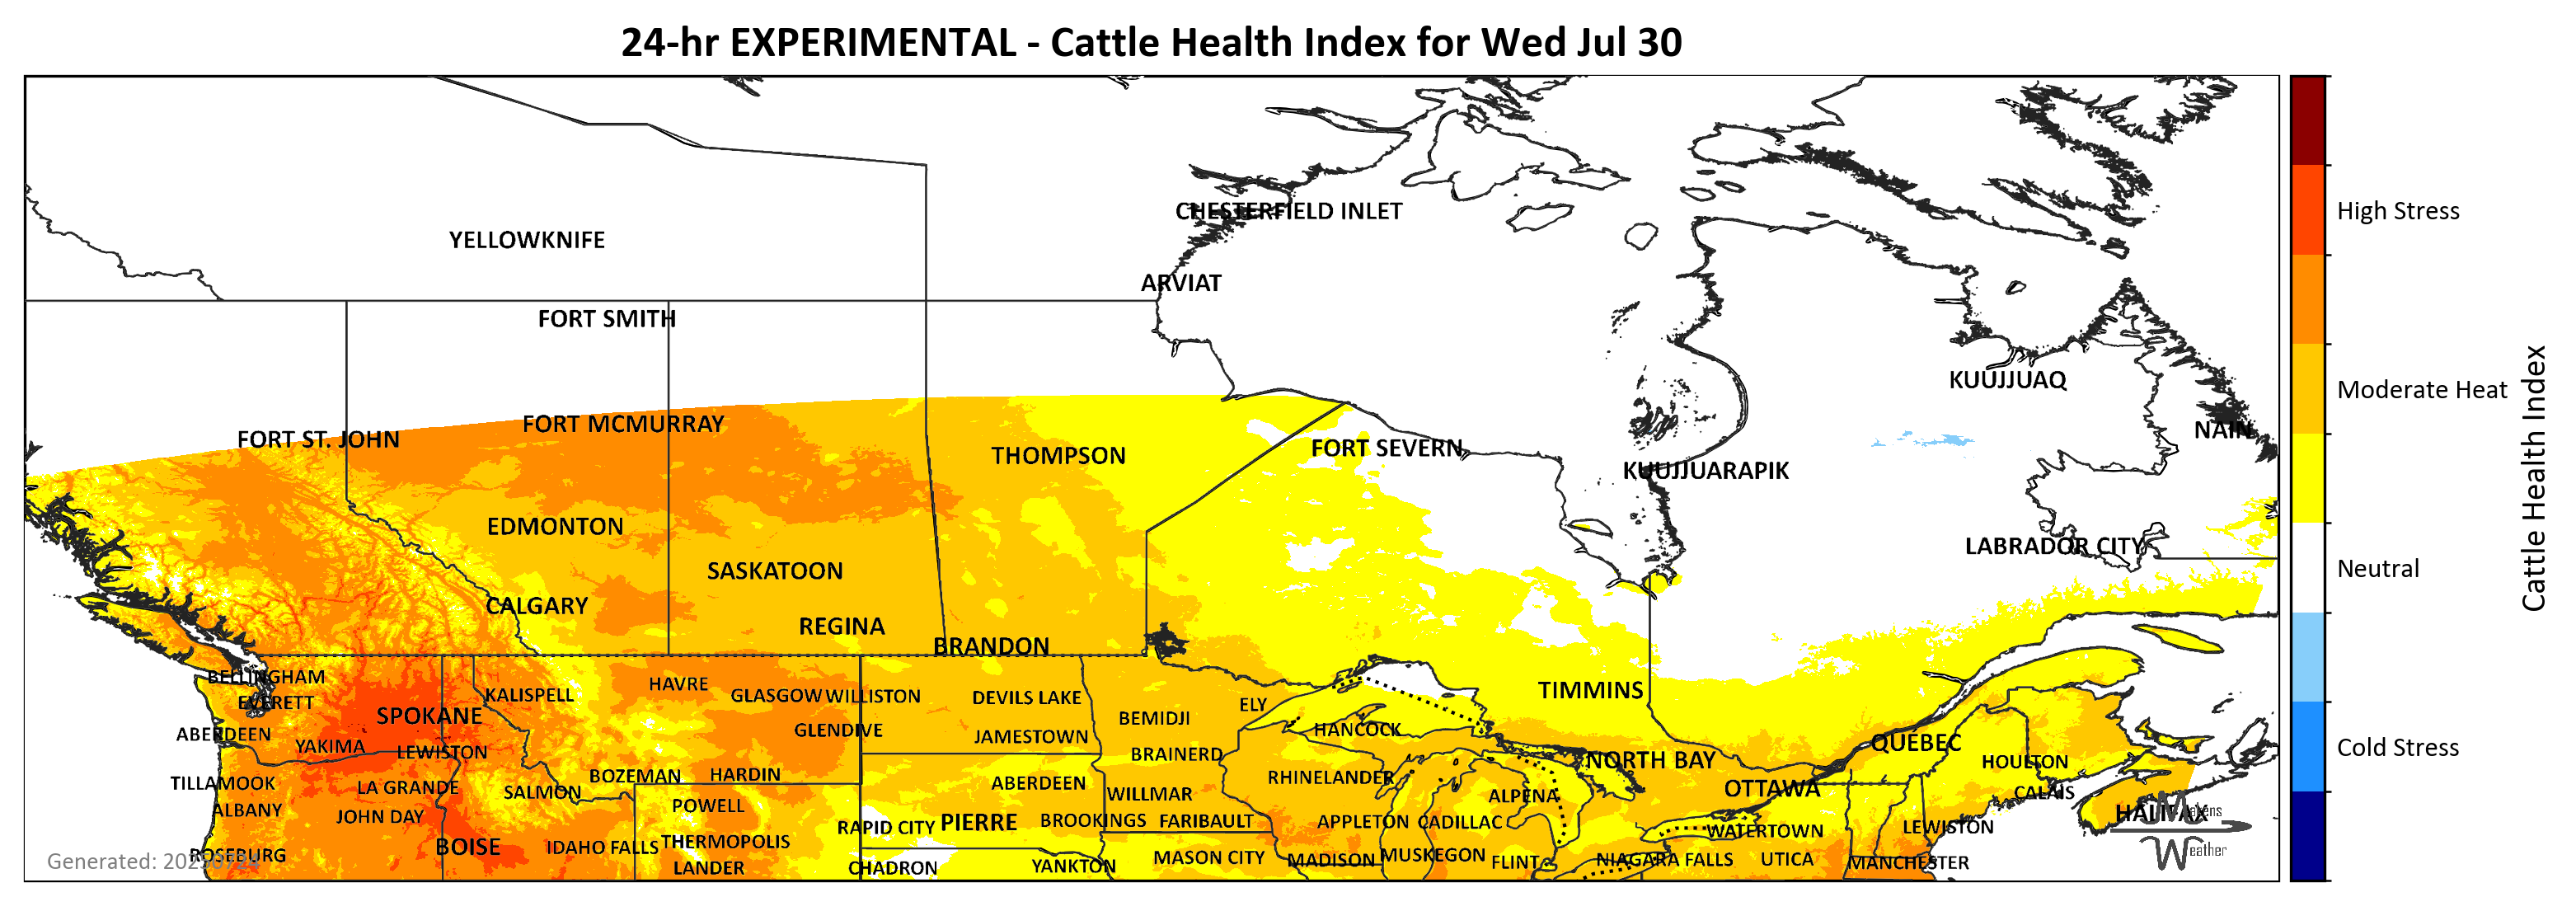 24-hr EXPERIMENTAL - Cattle Health Index for Wed Jul 30
CHESTERFIELD INLET
High Stress
YELLOWKNIFE
ARVIAT
FORT SMITH
KUUJJUAQ
Moderate Heat
Cattle Health Index
FORT MCMURRAY
NAIN
FORT ST. JOHN
FORT SEVERN
THOMPSON
KUUJJUARAPIK
EDMONTON
LABRADOR CITY
SASKATOON
Neutral
CALGARY
REGINA
BRANDON
BELLINGHAM
HAVRE
KALISPELL
GLASGOW
WILLISTON
DEVILS LAKE
TIMMINS
EVERETT
ELY
SPOKANE
BEMIDJI
GLENDIVE
HANCOCK
ABERDEEN
JAMESTOWN
QUEBEC
YAKIMA
LEWISTON
BRAINERD
Cold Stress
NORTH BAY
HOULTON
BOZEMAN
HARDIN
RHINELANDER
TILLAMOOK
LA GRANDE
SALMON
ABERDEEN
OTTAWA
WILLMAR
ALPENA
CALAIS
ALBANY
JOHN DAY
POWELL
HALIFAX
Makens
Weather
RAPID CITY
PIERRE
BROOKINGS
FARIBAULT
APPLETON
CADILLAC
WATERTOWN
LEWISTON
BOISE
IDAHO FALLS
THERMOPOLIS
ROSEBURG
MASON CITY
MADISON
MUSKEGON
FLINT
NIAGARA FALLS
UTICA
MANCHESTER
Generated:
LANDER
CHADRON
YANKTON